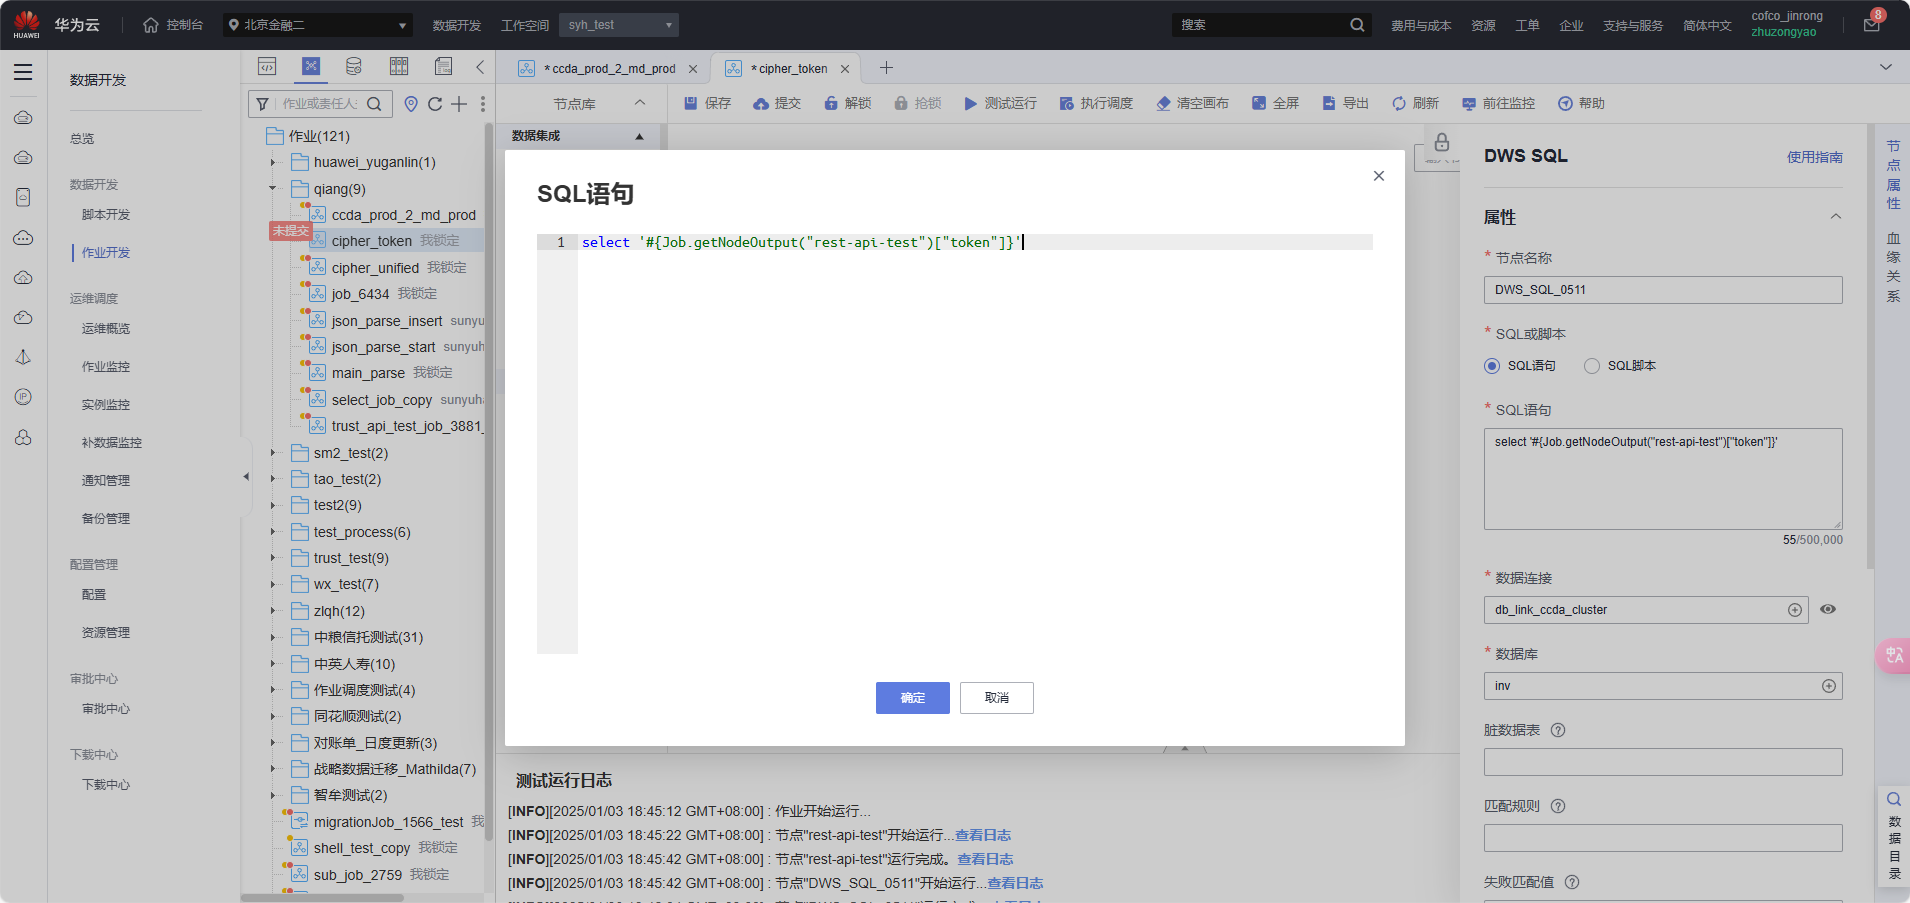 HUAWEI
华为云
控制台
北京金融二
数据开发
工作空间
syh_test
搜索
费用与成本
资源
工单
企业
支持与服务
简体中文
cofco_jinrong
zhuzongyao
8
数据开发
总览
数据开发
脚本开发
作业开发
运维调度
运维概览
作业监控
实例监控
补数据监控
通知管理
备份管理
配置管理
配置
资源管理
审批中心
审批中心
下载中心
下载中心
作业或责任人
作业(121)
huawei_yuganlin(1)
qiang(9)
ccda_prod_2_md_prod
未提交
cipher_token 我锁定
cipher_unified 我锁定
job_6434 我锁定
json_parse_insert sunyu
json_parse_start sunyuh
main_parse 我锁定
select_job_copy sunyuh
trust_api_test_job_3881_
sm2_test(2)
tao_test(2)
test2(9)
test_process(6)
trust_test(9)
wx_test(7)
zlqh(12)
中粮信托测试(31)
中英人寿(10)
作业调度测试(4)
同花顺测试(2)
对账单_日度更新(3)
战略数据迁移_Mathilda(7)
智牟测试(2)
migrationJob_1566_test 我
shell_test_copy 我锁定
sub_job_2759 我锁定
* ccda_prod_2_md_prod
* cipher_token
节点库
保存
提交
解锁
抢锁
测试运行
执行调度
清空画布
全屏
导出
刷新
前往监控
帮助
数据集成
SQL语句
1 select '#{Job.getNodeOutput("rest-api-test")["token"]}'
确定
取消
测试运行日志
[INFO][2025/01/03 18:45:12 GMT+08:00] : 作业开始运行...
[INFO][2025/01/03 18:45:22 GMT+08:00] : 节点"rest-api-test"开始运行...查看日志
[INFO][2025/01/03 18:45:42 GMT+08:00] : 节点"rest-api-test"运行完成。查看日志
[INFO][2025/01/03 18:45:42 GMT+08:00] : 节点"DWS_SQL_0511"开始运行...查看日志
DWS SQL
使用指南
属性
* 节点名称
DWS_SQL_0511
* SQL或脚本
SQL语句
SQL脚本
* SQL语句
select '#{Job.getNodeOutput("rest-api-test")["token"]}'
55/500,000
* 数据连接
db_link_ccda_cluster
* 数据库
inv
脏数据表
匹配规则
失败匹配值
节点属性
血缘关系
数据目录